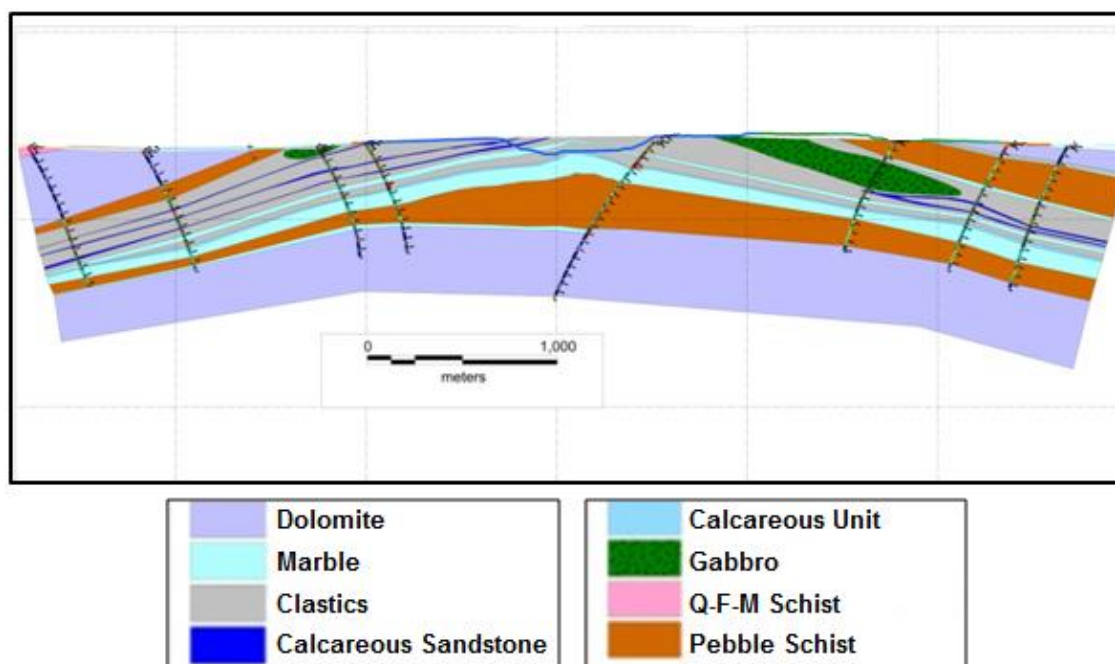 0 1,000
meters
Dolomite
Marble
Clastics
Calcareous Sandstone
Calcareous Unit
Gabbro
Q-F-M Schist
Pebble Schist